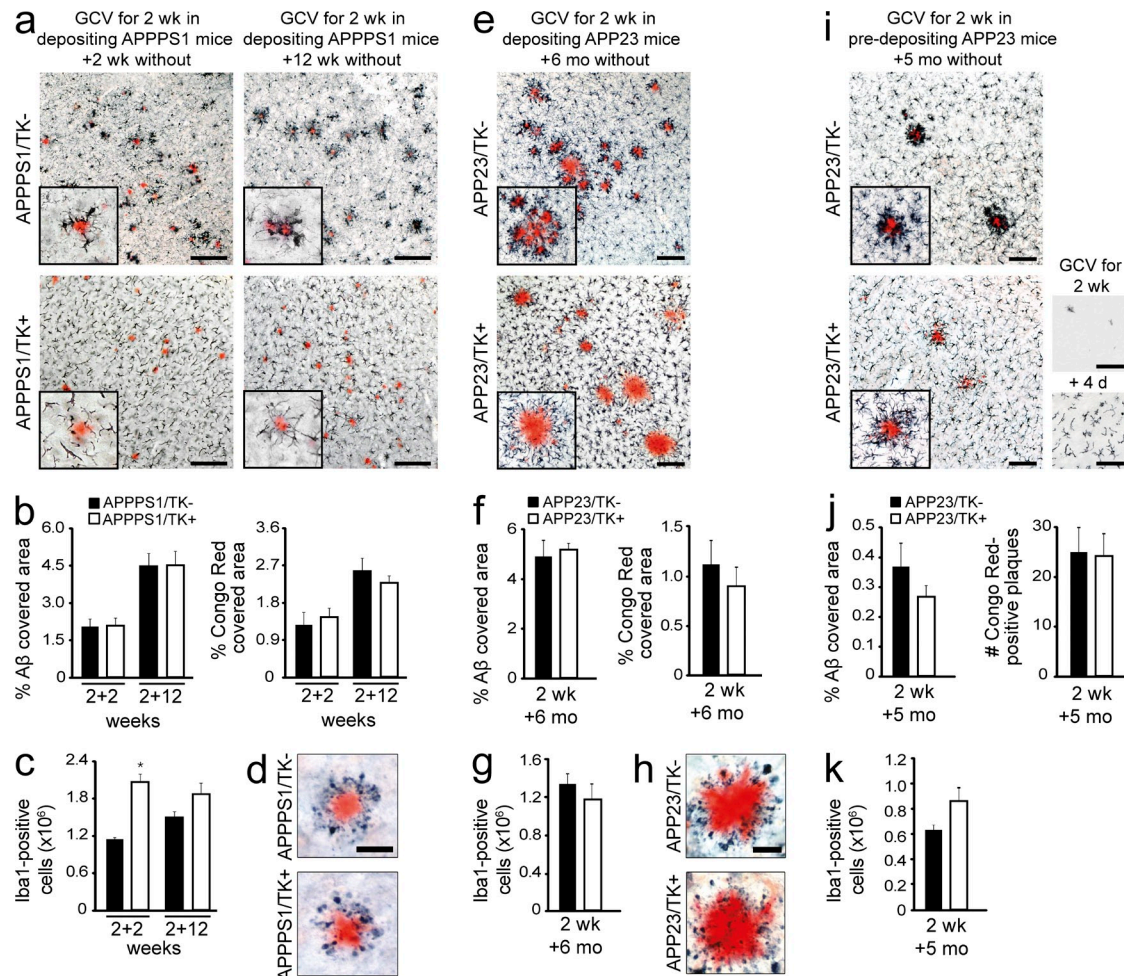 a
GCV for 2 wk in
depositing APPPS1 mice
+2 wk without
GCV for 2 wk in
depositing APPPS1 mice
+12 wk without
APPPS1/TK-
APPPS1/TK+
e
GCV for 2 wk in
depositing APP23 mice
+6 mo without
APP23/TK-
APP23/TK+
i
GCV for 2 wk in
pre-depositing APP23 mice
+5 mo without
APP23/TK-
APP23/TK+
GCV for
2 wk
+ 4 d
b
APPPS1/TK-
APPPS1/TK+
% Aβ covered area
6.0
4.5
3.0
1.5
0
2+2
2+12
weeks
% Congo Red
covered area
3.6
2.7
1.8
0.9
0
2+2
2+12
weeks
f
APP23/TK-
APP23/TK+
% Aβ covered area
6
4
2
0
2 wk
+6 mo
% Congo Red
covered area
1.5
1.0
0.5
0
2 wk
+6 mo
j
APP23/TK-
APP23/TK+
% Aβ covered area
0.5
0.4
0.3
0.2
0.1
0
2 wk
+5 mo
# Congo Red-
positive plaques
30
20
10
0
2 wk
+5 mo
c
Iba1-positive
cells (x10⁶)
2.4
1.8
1.2
0.6
0
*
2+2
2+12
weeks
d
APPPS1/TK-
APPPS1/TK+
g
Iba1-positive
cells (x10⁶)
1.6
1.2
0.9
0.6
0.3
0
2 wk
+6 mo
h
APP23/TK-
APP23/TK+
k
Iba1-positive
cells (x10⁶)
1.2
1.0
0.8
0.6
0.4
0.2
0
2 wk
+5 mo